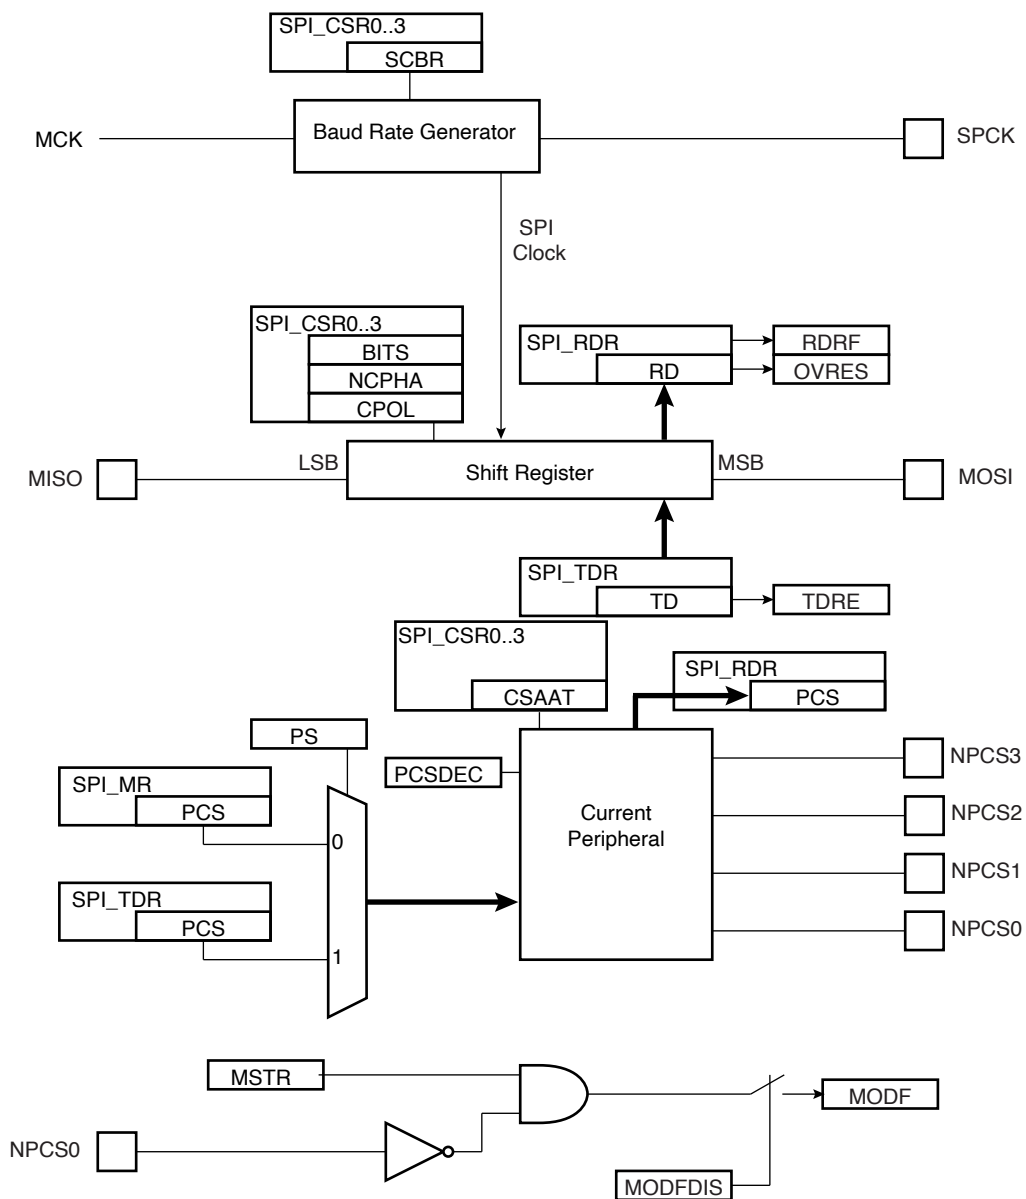 SPI_CSR0..3
SCBR
MCK
Baud Rate Generator
SPCK
SPI
Clock
SPI_CSR0..3
BITS
NCPHA
CPOL
SPI_RDR
RD
RDRF
OVRES
MISO
LSB
Shift Register
MSB
MOSI
SPI_TDR
TD
TDRE
SPI_CSR0..3
CSAAT
SPI_RDR
PCS
PS
PCSDEC
Current
Peripheral
NPCS3
NPCS2
NPCS1
NPCS0
SPI_MR
PCS
0
SPI_TDR
PCS
1
MSTR
MODF
NPCS0
MODFDIS